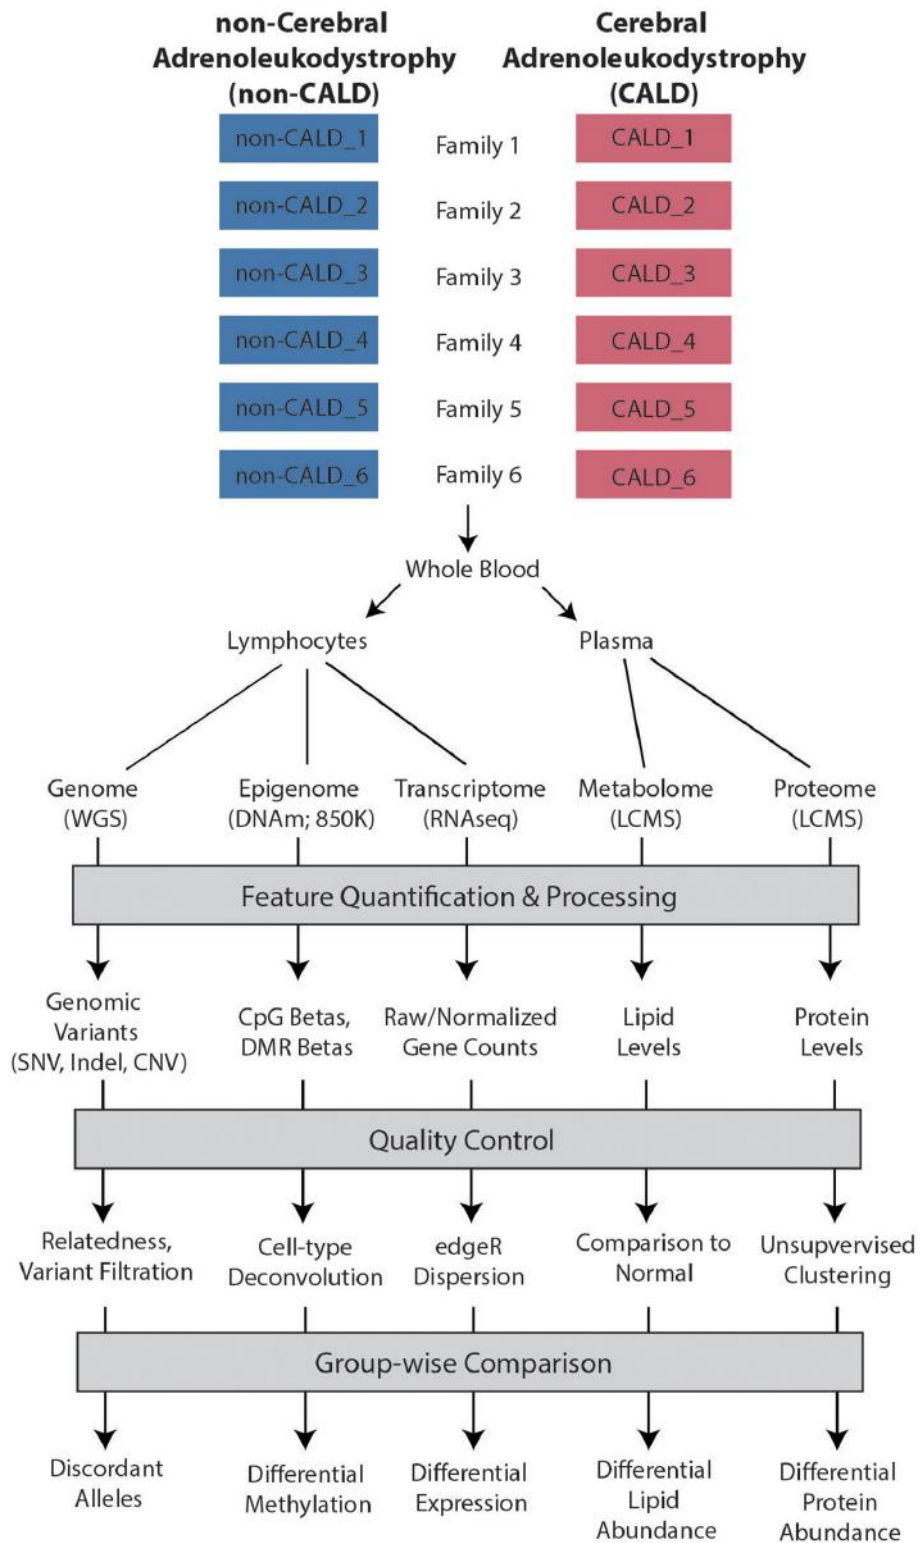 non-Cerebral
Adrenoleukodystrophy
(non-CALD)
Cerebral
Adrenoleukodystrophy
(CALD)
non-CALD_1
Family 1
CALD_1
non-CALD_2
Family 2
CALD_2
non-CALD_3
Family 3
CALD_3
non-CALD_4
Family 4
CALD_4
non-CALD_5
Family 5
CALD_5
non-CALD_6
Family 6
CALD_6
Whole Blood
Lymphocytes
Plasma
Genome
(WGS)
Epigenome
(DNAm; 850K)
Transcriptome
(RNAseq)
Metabolome
(LCMS)
Proteome
(LCMS)
Feature Quantification & Processing
Genomic
Variants
(SNV, Indel, CNV)
CpG Betas,
DMR Betas
Raw/Normalized
Gene Counts
Lipid
Levels
Protein
Levels
Quality Control
Relatedness,
Variant Filtration
Cell-type
Deconvolution
edgeR
Dispersion
Comparison to
Normal
Unsupvervised
Clustering
Group-wise Comparison
Discordant
Alleles
Differential
Methylation
Differential
Expression
Differential
Lipid
Abundance
Differential
Protein
Abundance